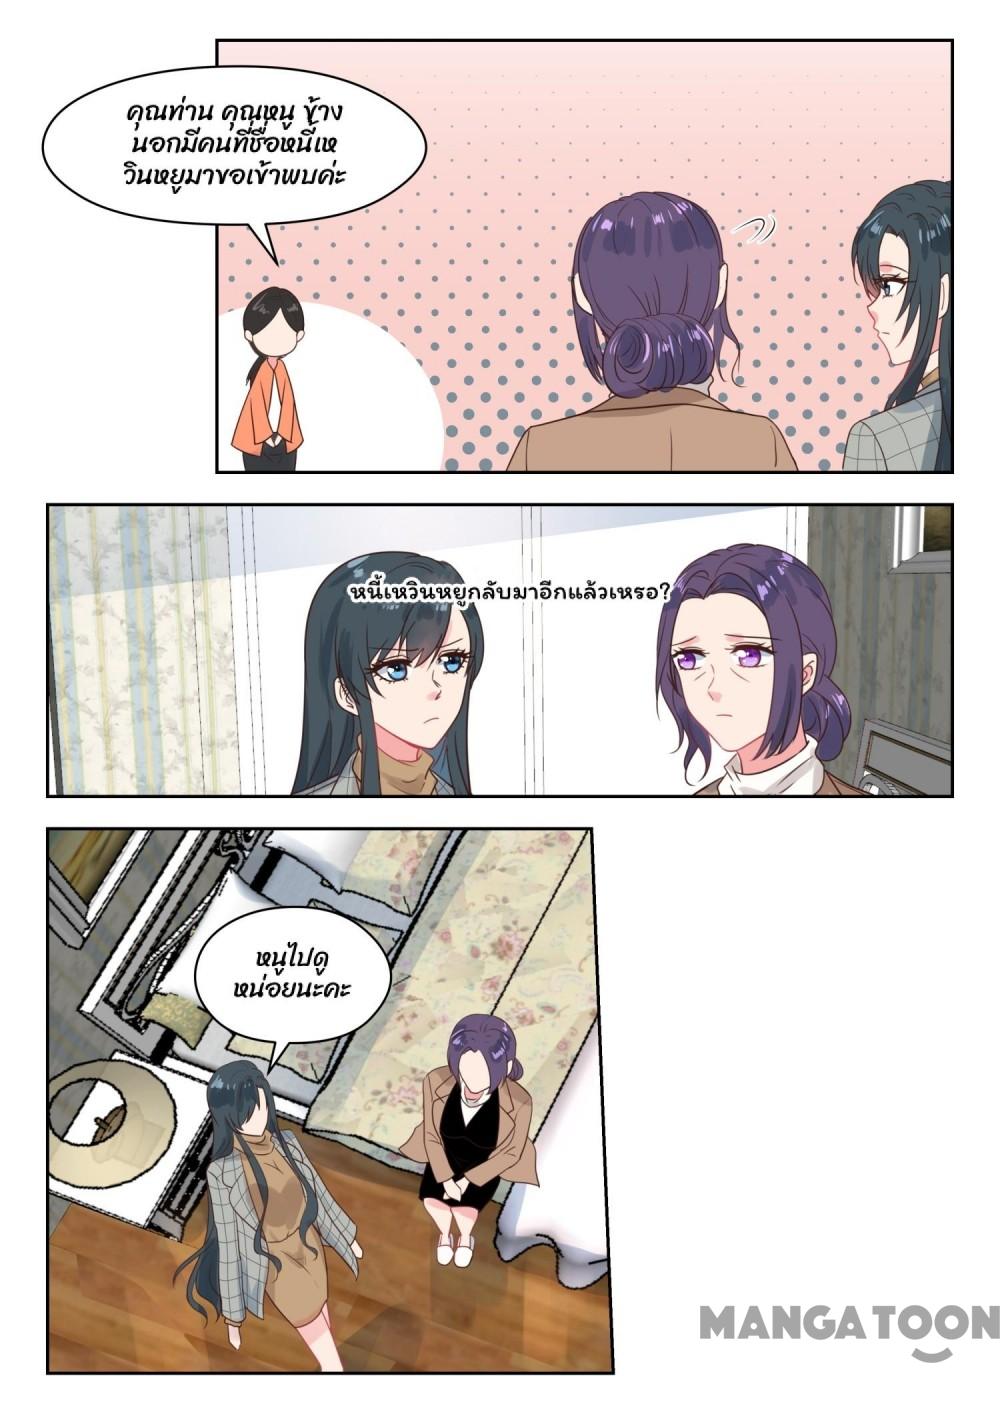 คุณท่าน คุณหนู ข้าง
นอกมีคนที่ชื่อหนี้เห
วินหยูมาขอเข้าพบค่ะ
หนี้เหวินหยูกลับมาอีกแล้วเหรอ?
หนูไปดู
หน่อยนะคะ
MANGATOON